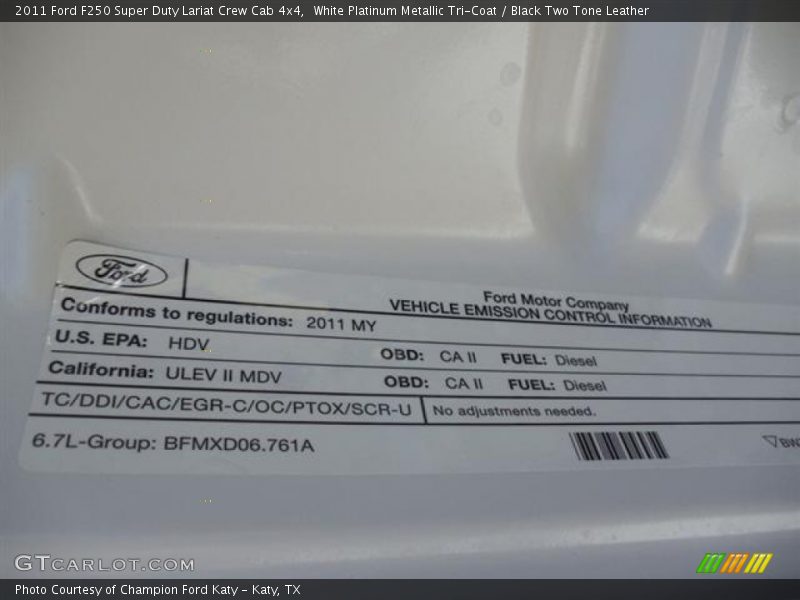 2011 Ford F250 Super Duty Lariat Crew Cab 4x4,  White Platinum Metallic Tri-Coat / Black Two Tone Leather
Ford
Ford Motor Company
VEHICLE EMISSION CONTROL INFORMATION
Conforms to regulations: 2011 MY
U.S. EPA: HDV OBD: CA II FUEL: Diesel
California: ULEV II MDV OBD: CA II FUEL: Diesel
TC/DDI/CAC/EGR-C/OC/PTOX/SCR-U No adjustments needed.
6.7L-Group: BFMXD06.761A
GTCARLOT.COM
Photo Courtesy of Champion Ford Katy - Katy, TX